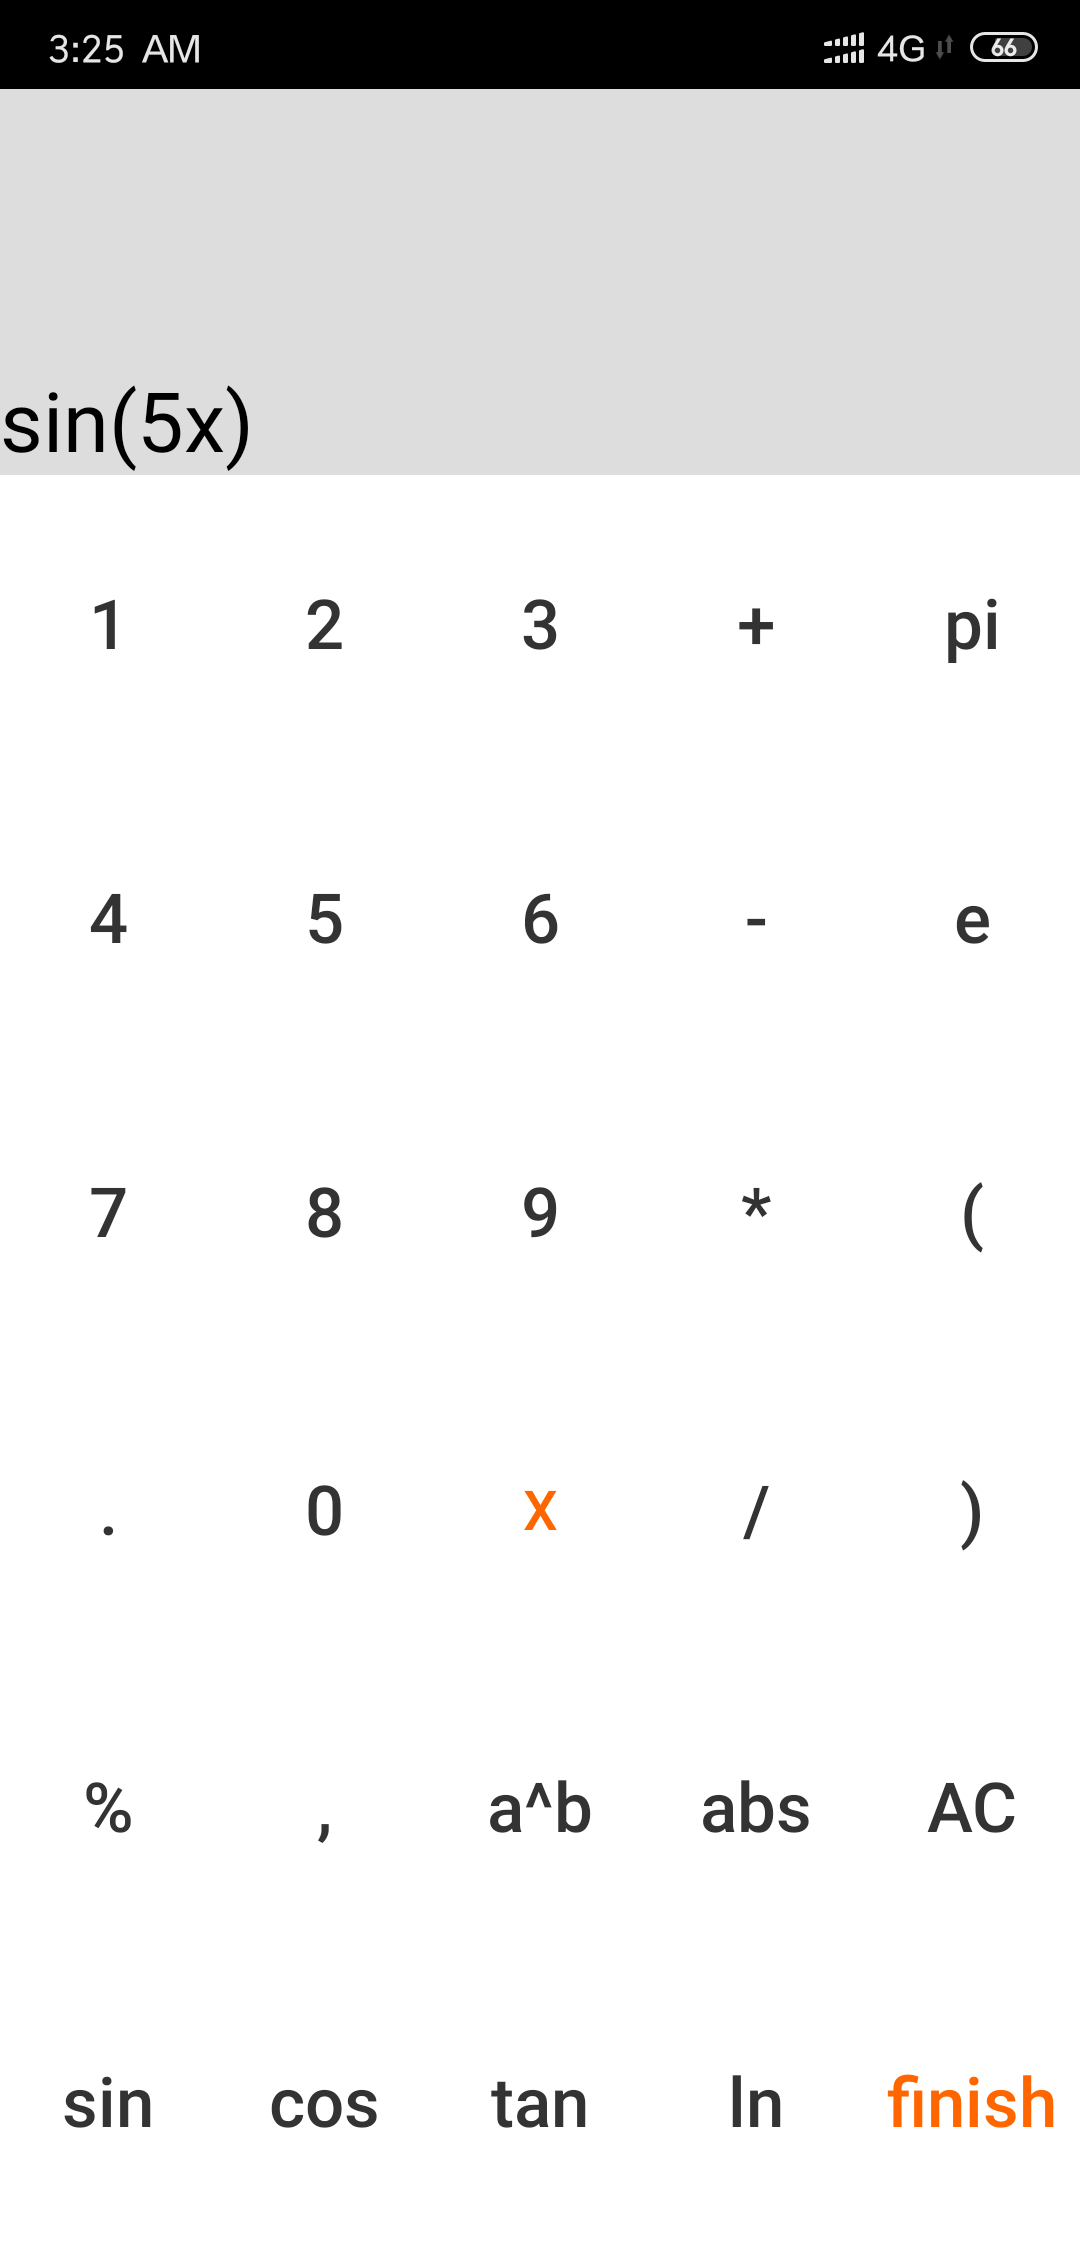 3:25 AM 4G 66
sin(5x)
1 2 3 + pi
4 5 6 - e
7 8 9 * (
. 0 x / )
% , a^b abs AC
sin cos tan ln finish